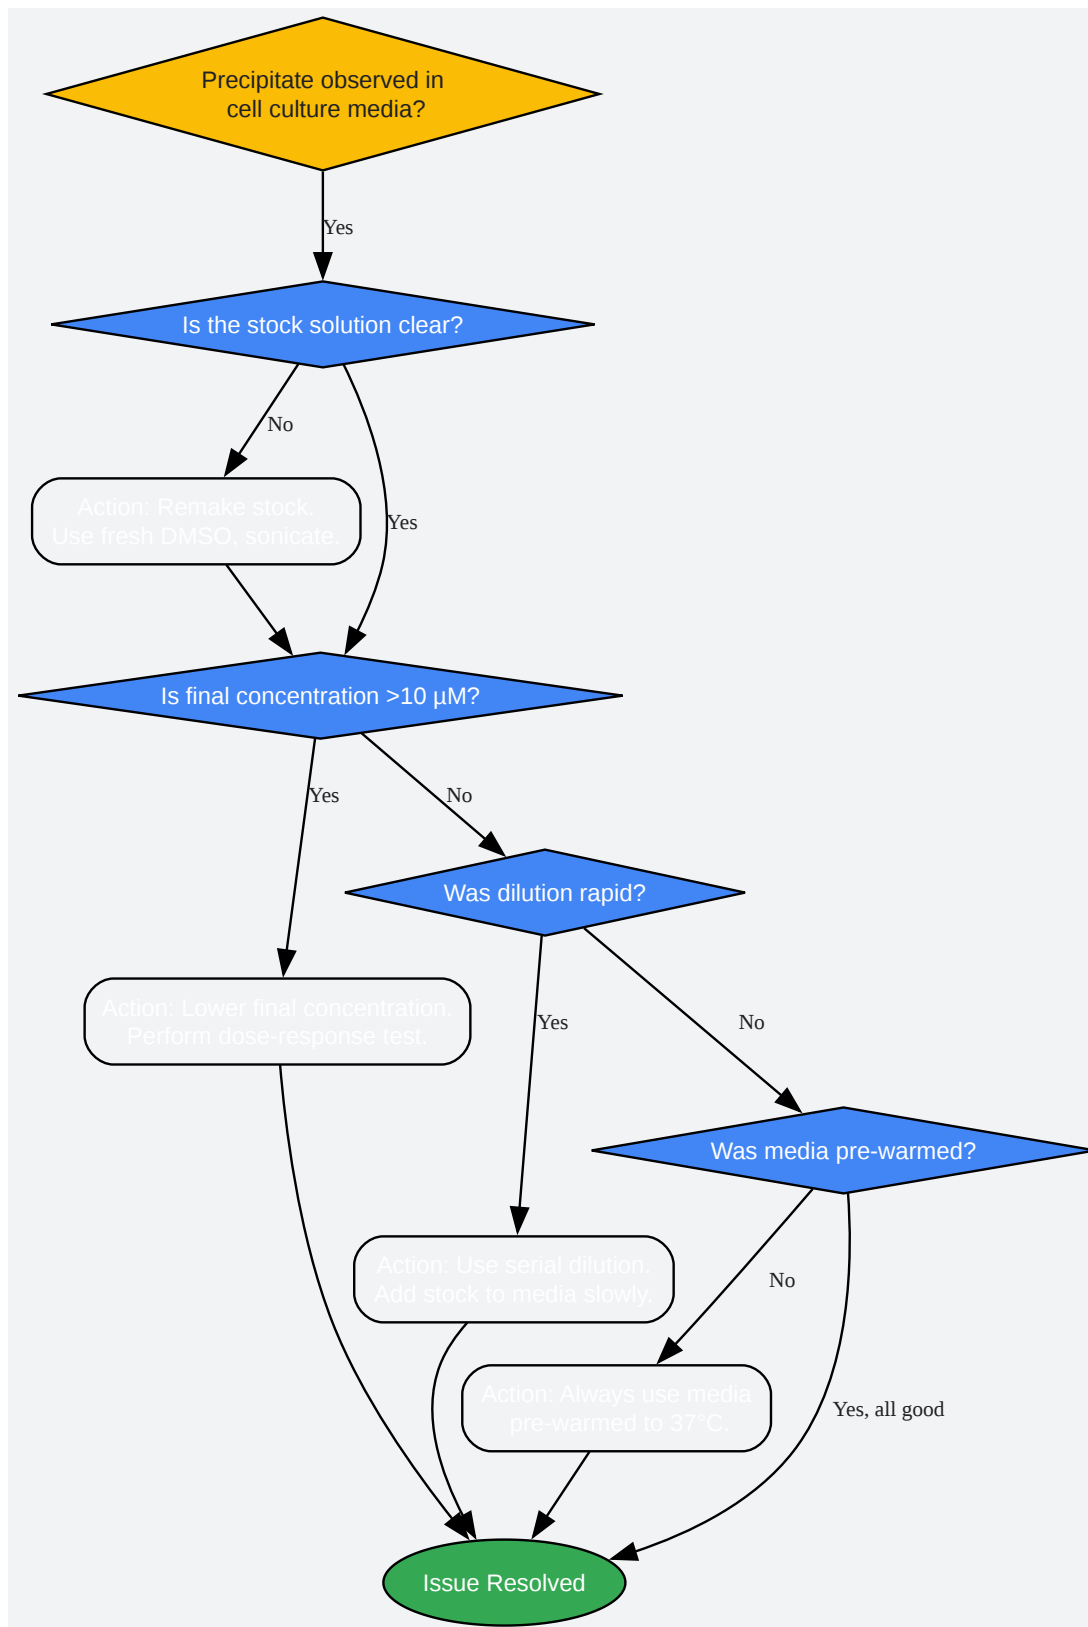 Precipitate observed in
cell culture media?
Yes
Is the stock solution clear?
No
Action: Remake stock.
Use fresh DMSO, sonicate.
Yes
Is final concentration >10 µM?
Yes
No
Was dilution rapid?
Action: Lower final concentration.
Perform dose-response test.
Yes
No
Was media pre-warmed?
Action: Use serial dilution.
Add stock to media slowly.
No
Action: Always use media
pre-warmed to 37°C.
Yes, all good
Issue Resolved